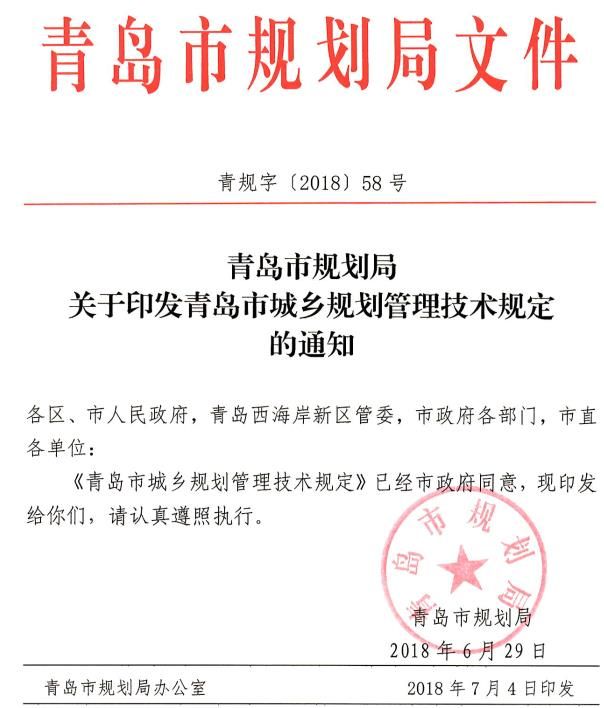 青岛市规划局文件
青规字〔2018〕58号
青岛市规划局
关于印发青岛市城乡规划管理技术规定
的通知
各区、市人民政府，青岛西海岸新区管委，市政府各部门，市直
各单位：
《青岛市城乡规划管理技术规定》已经市政府同意，现印发
给你们，请认真遵照执行。
青岛市规划局
青岛市规划局
2018年6月29日
青岛市规划局办公室 2018年7月4日印发